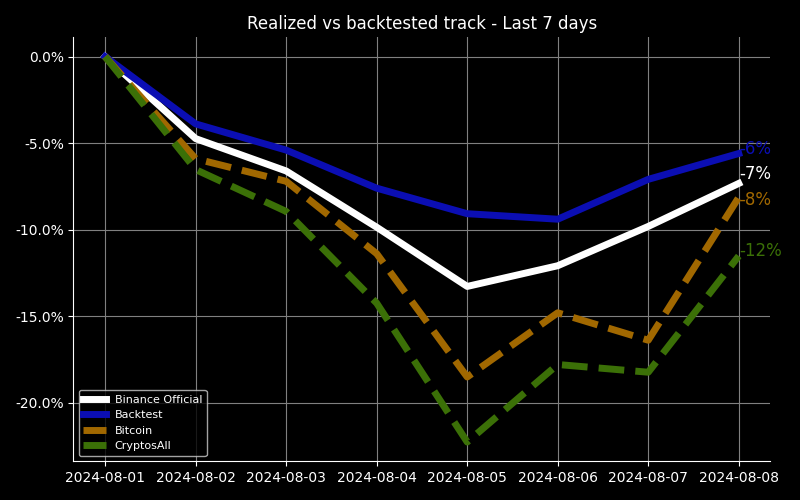 Realized vs backtested track - Last 7 days
0.0%
-5.0%
-10.0%
-15.0%
-20.0%
-6%
-7%
-8%
-12%
Binance Official
Backtest
Bitcoin
CryptosAll
2024-08-01 2024-08-02 2024-08-03 2024-08-04 2024-08-05 2024-08-06 2024-08-07 2024-08-08